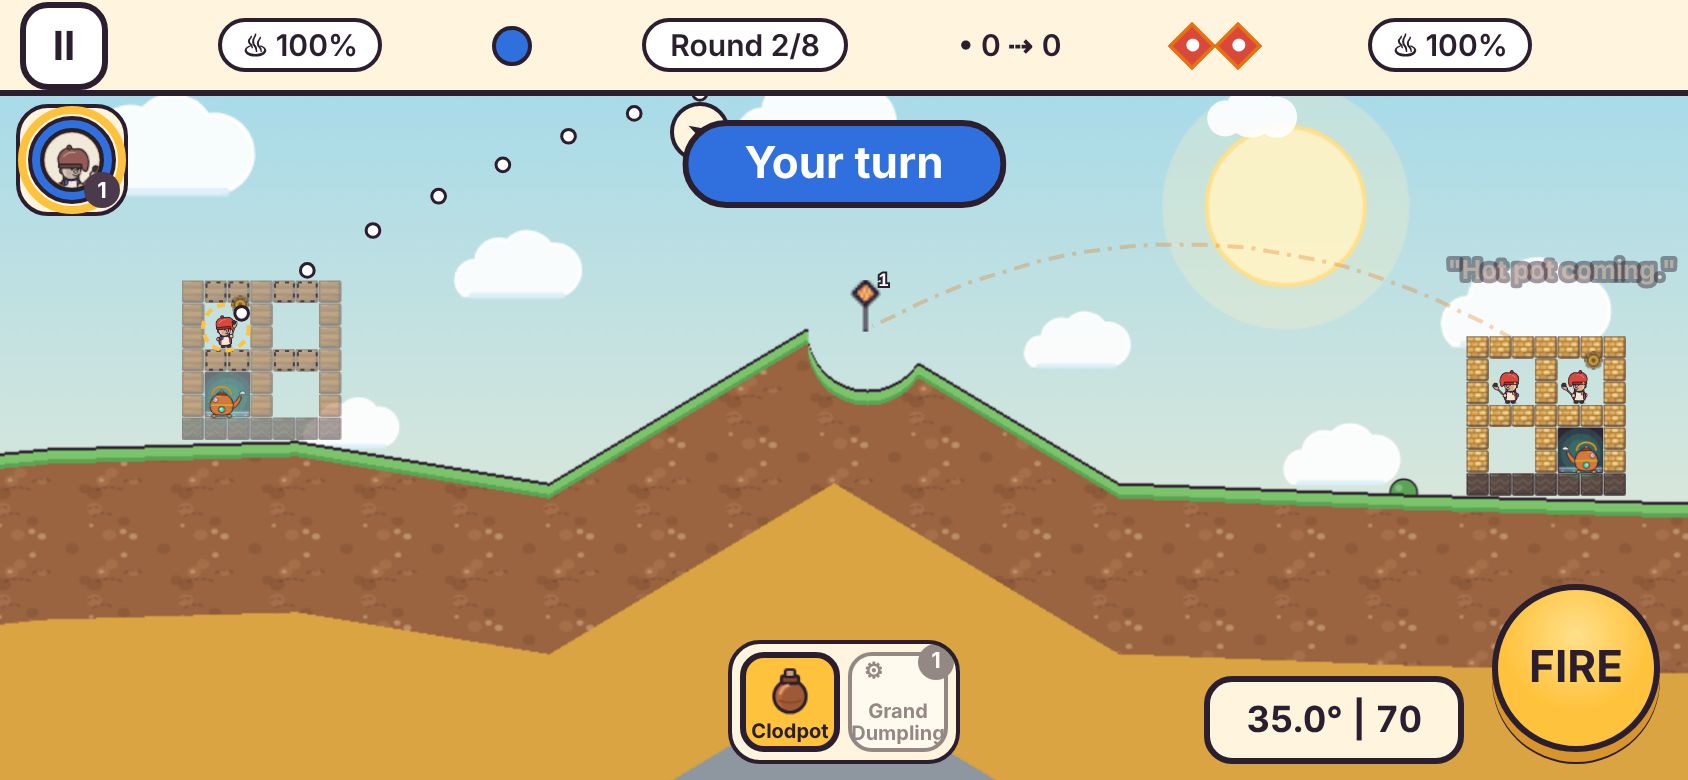 100%
Round 2/8
• 0 ⇢ 0
100%
1
Your turn
1
"Hot pot coming."
1
Clodpot
Grand
Dumpling
35.0° | 70
FIRE